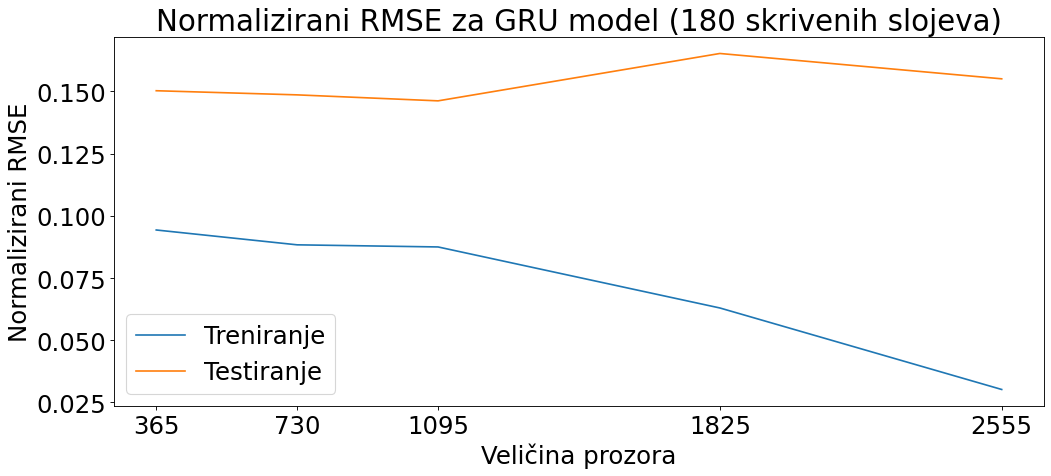 Normalizirani RMSE za GRU model (180 skrivenih slojeva)
Normalizirani RMSE
0.150
0.125
0.100
0.075
0.050
0.025
Treniranje
Testiranje
365 730 1095 1825 2555
Veličina prozora